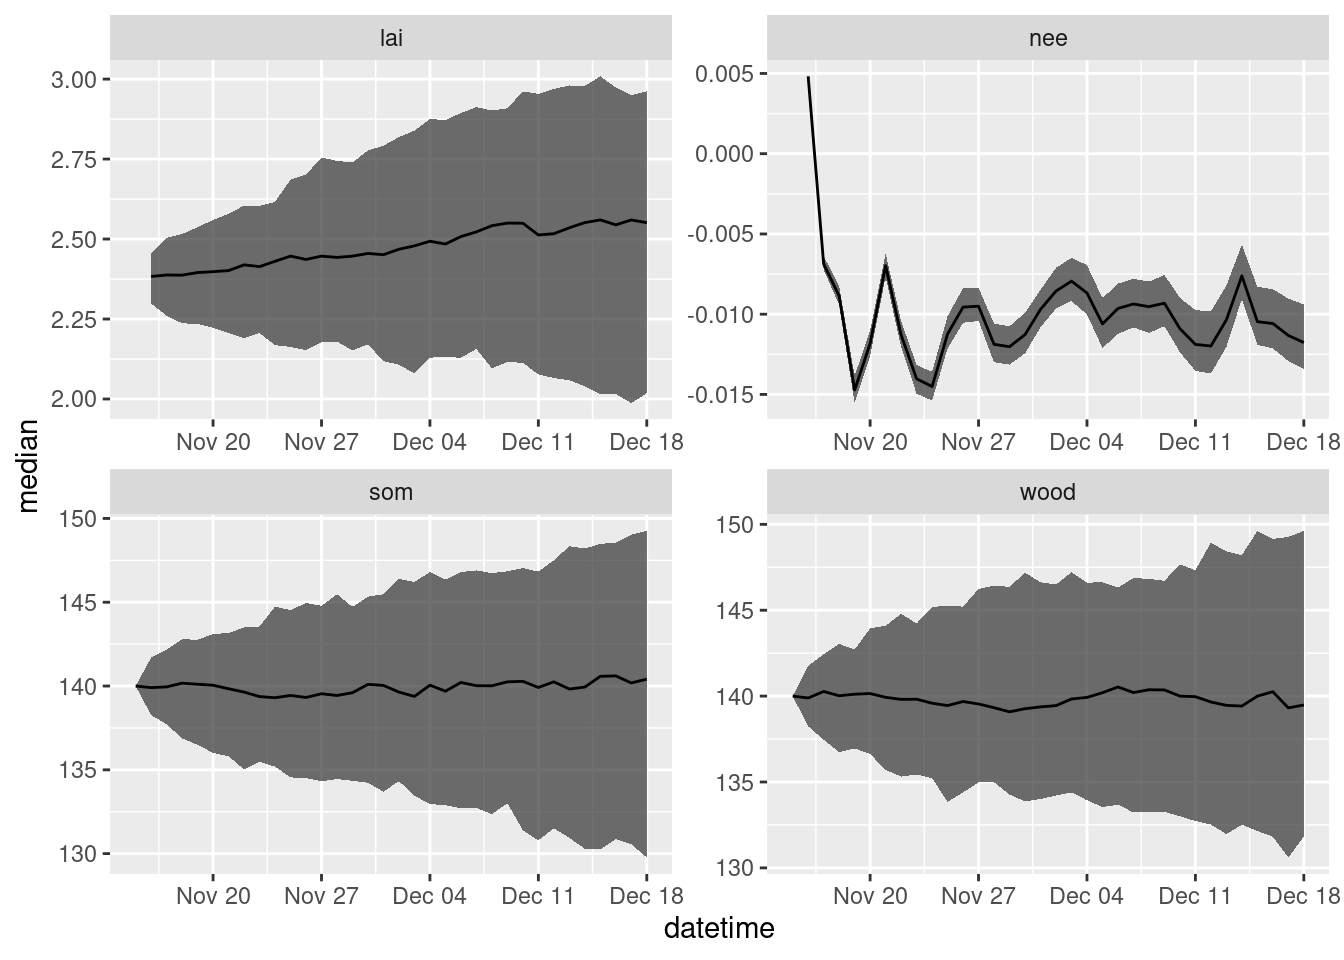 lai
3.00
2.75
2.50
2.25
2.00
Nov 20 Nov 27 Dec 04 Dec 11 Dec 18
nee
0.005
0.000
-0.005
-0.010
-0.015
Nov 20 Nov 27 Dec 04 Dec 11 Dec 18
median
som
150
145
140
135
130
Nov 20 Nov 27 Dec 04 Dec 11 Dec 18
wood
150
145
140
135
130
Nov 20 Nov 27 Dec 04 Dec 11 Dec 18
datetime